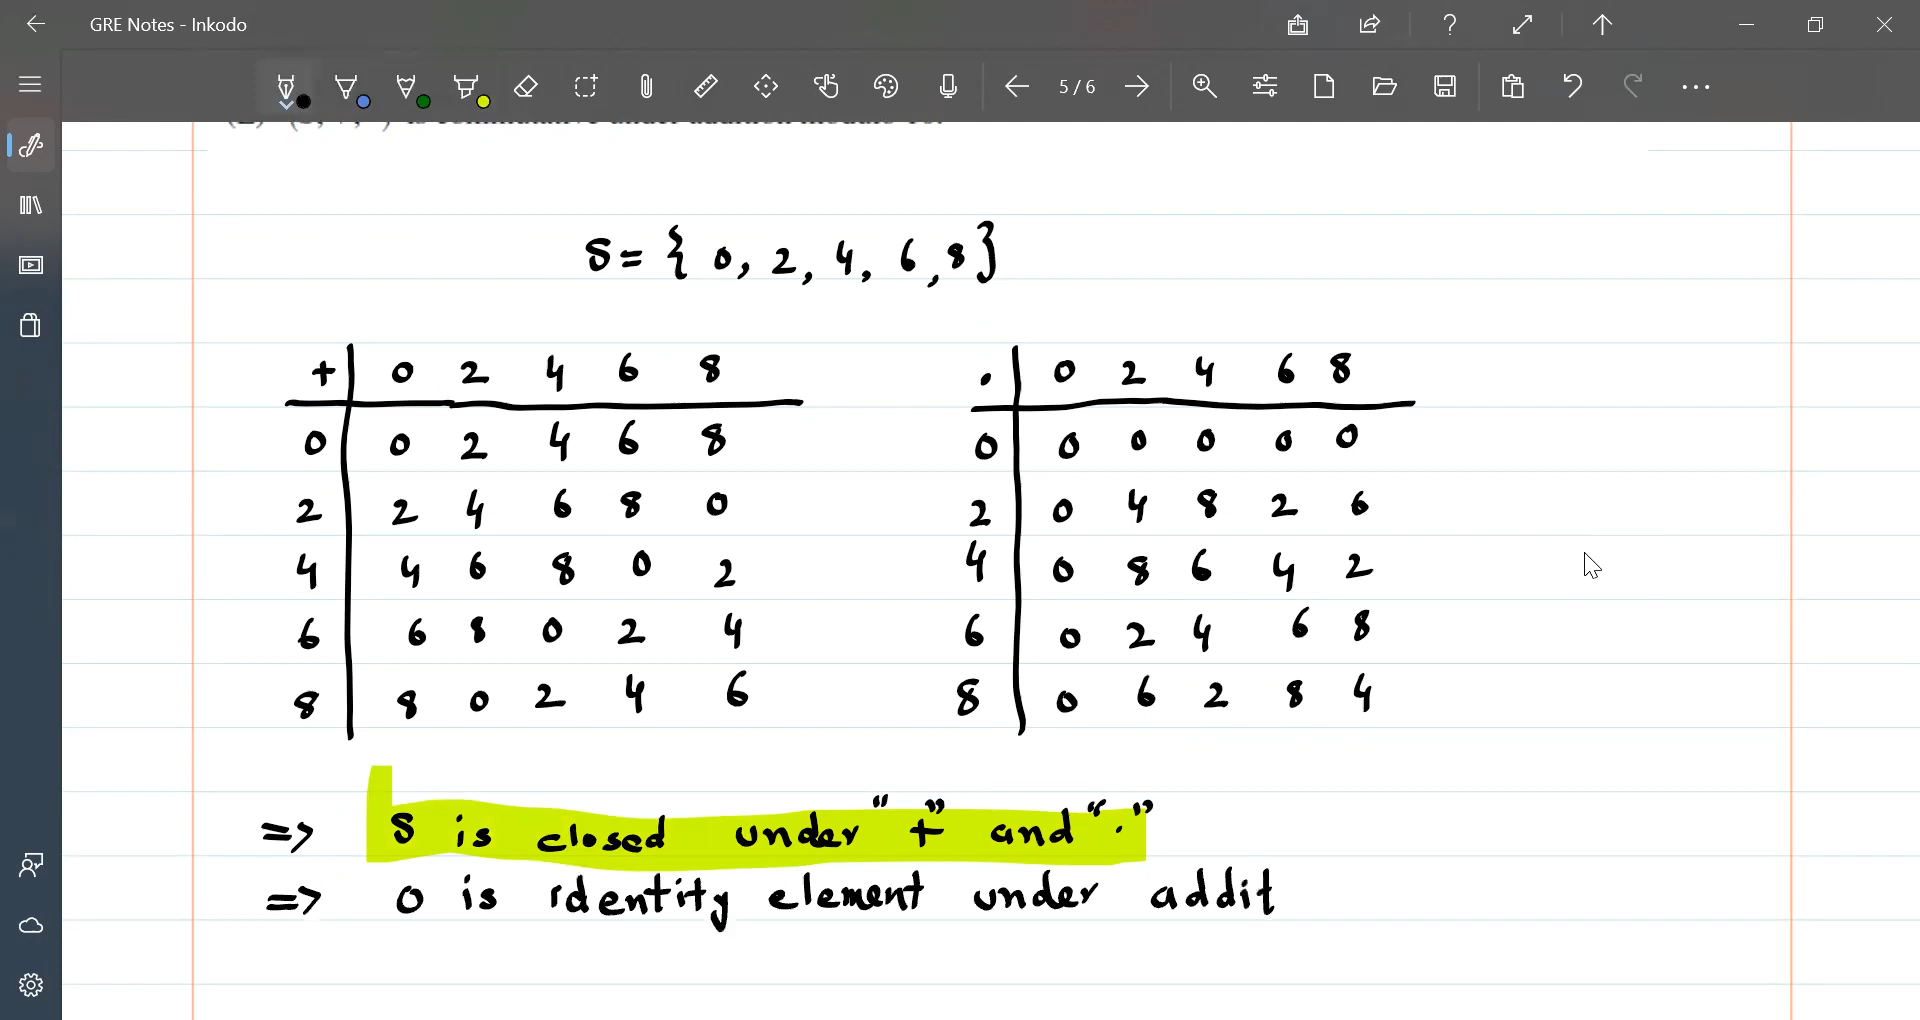 GRE Notes - Inkodo
5 / 6
S = { 0, 2, 4, 6, 8}
+ 0 2 4 6 8
0 0 2 4 6 8
2 2 4 6 8 0
4 4 6 8 0 2
6 6 8 0 2 4
8 8 0 2 4 6
. 0 2 4 6 8
0 0 0 0 0 0
2 0 4 8 2 6
4 0 8 6 4 2
6 0 2 4 6 8
8 0 6 2 8 4
=> S is closed under "+" and "."
=> 0 is identity element under addit